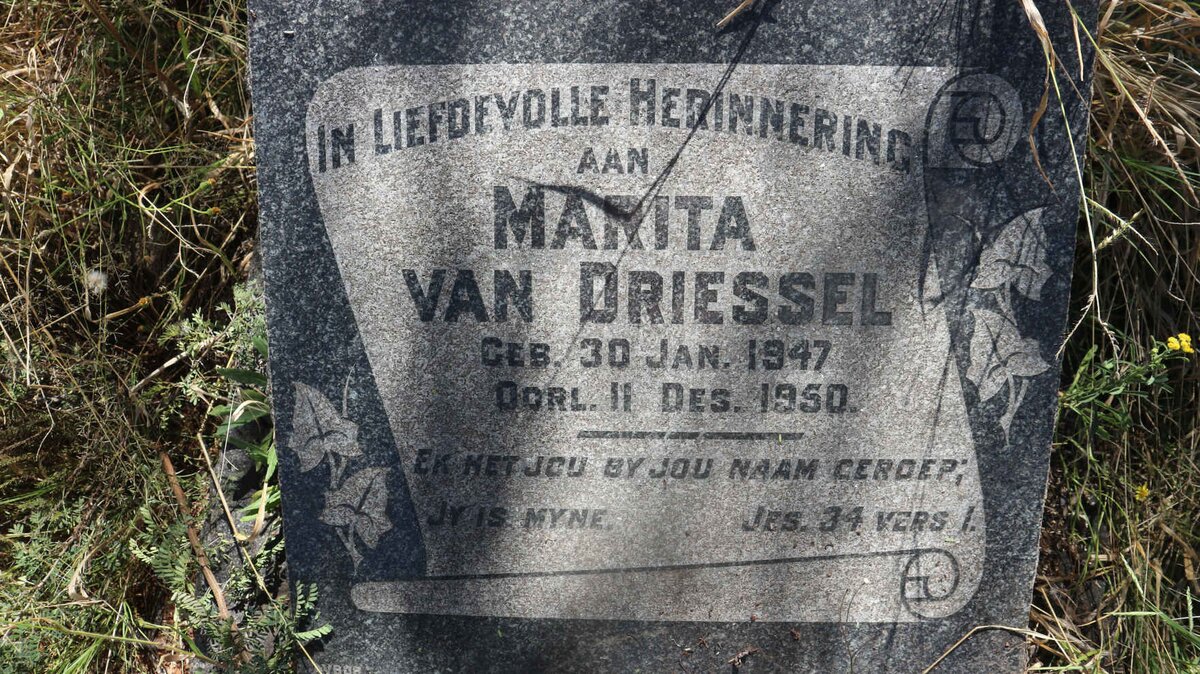 IN LIEFDEVOLLE HERINNERING
AAN
MARITA
VAN DRIESSEL
GEB. 30 JAN. 1947
OORL. 11 DES. 1950.
EK HET JOU BY JOU NAAM GEROEP;
JY IS MYNE. JES. 34 VERS 1.